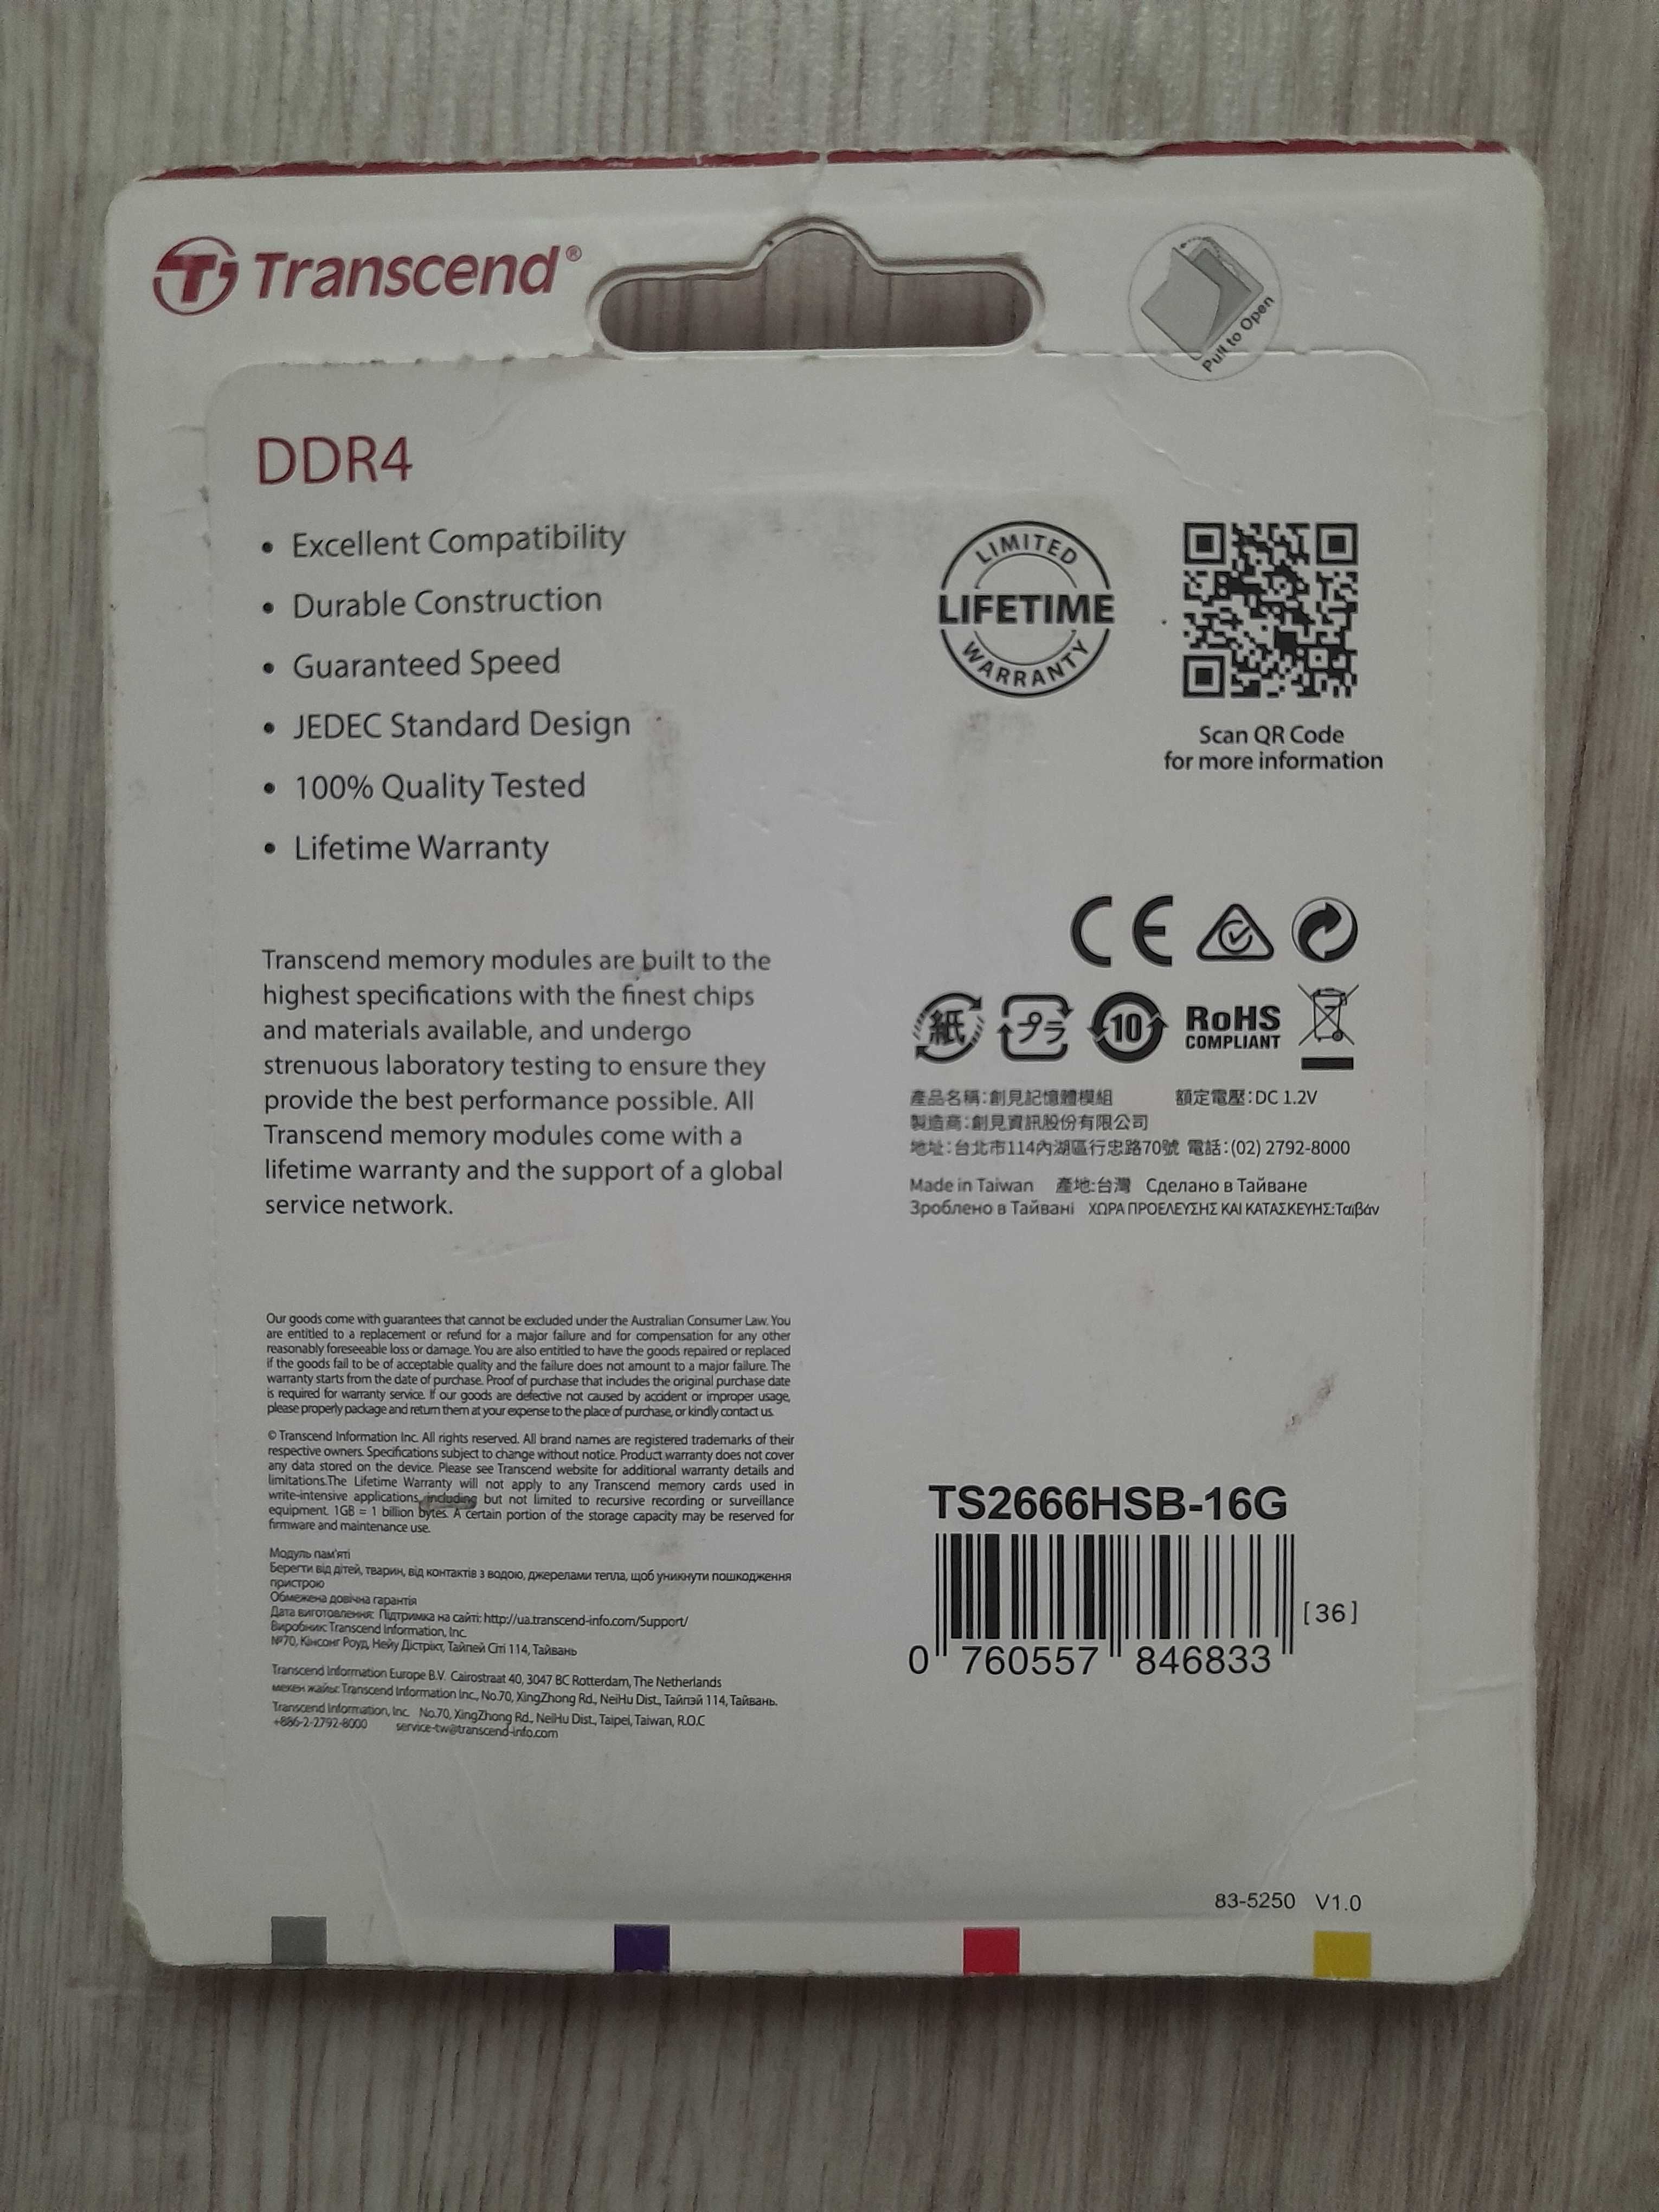 Transcend®
Pull to Open
DDR4
• Excellent Compatibility
• Durable Construction
• Guaranteed Speed
• JEDEC Standard Design
• 100% Quality Tested
• Lifetime Warranty
LIMITED
LIFETIME
WARRANTY
Scan QR Code
for more information
Transcend memory modules are built to the
highest specifications with the finest chips
and materials available, and undergo
strenuous laboratory testing to ensure they
provide the best performance possible. All
Transcend memory modules come with a
lifetime warranty and the support of a global
service network.
CE
紙 プラ 10 RoHS
COMPLIANT
產品名稱:創見記憶體模組 額定電壓:DC 1.2V
製造商:創見資訊股份有限公司
地址:台北市114內湖區行忠路70號 電話:(02) 2792-8000
Made in Taiwan 產地:台灣 Сделано в Тайване
Зроблено в Тайвані ΧΩΡΑ ΠΡΟΕΛΕΥΣΗΣ ΚΑΙ ΚΑΤΑΣΚΕΥΗΣ:Ταϊβάν
Our goods come with guarantees that cannot be excluded under the Australian Consumer Law. You
are entitled to a replacement or refund for a major failure and for compensation for any other
reasonably foreseeable loss or damage. You are also entitled to have the goods repaired or replaced
if the goods fail to be of acceptable quality and the failure does not amount to a major failure. The
warranty starts from the date of purchase. Proof of purchase that includes the original purchase date
is required for warranty service. If our goods are defective not caused by accident or improper usage,
please properly package and return them at your expense to the place of purchase, or kindly contact us.
© Transcend Information Inc. All rights reserved. All brand names are registered trademarks of their
respective owners. Specifications subject to change without notice. Product warranty does not cover
any data stored on the device. Please see Transcend website for additional warranty details and
limitations.The Lifetime Warranty will not apply to any Transcend memory cards used in
write-intensive applications, including but not limited to recursive recording or surveillance
equipment. 1GB = 1 billion bytes. A certain portion of the storage capacity may be reserved for
firmware and maintenance use.
Модуль пам'яті
Берегти від дітей, тварин, від контактів з водою, джерелами тепла, щоб уникнути пошкодження
пристрою
Обмежена довічна гарантія
Дата виготовлення: Підтримка на сайті: http://ua.transcend-info.com/Support/
Виробник: Transcend Information, Inc.
№70, Кінсонг Роуд, Нейу Дістрікт, Тайпей Сіті 114, Тайвань
Transcend Information Europe B.V. Cairostraat 40, 3047 BC Rotterdam, The Netherlands
мекен жайы: Transcend Information Inc., No.70, XingZhong Rd., NeiHu Dist., Тайпэй 114, Тайвань.
Transcend Information, Inc. No.70, XingZhong Rd., NeiHu Dist., Taipei, Taiwan, R.O.C
+886-2-2792-8000 service-tw@transcend-info.com
TS2666HSB-16G
[36]
0 760557 846833
83-5250 V1.0